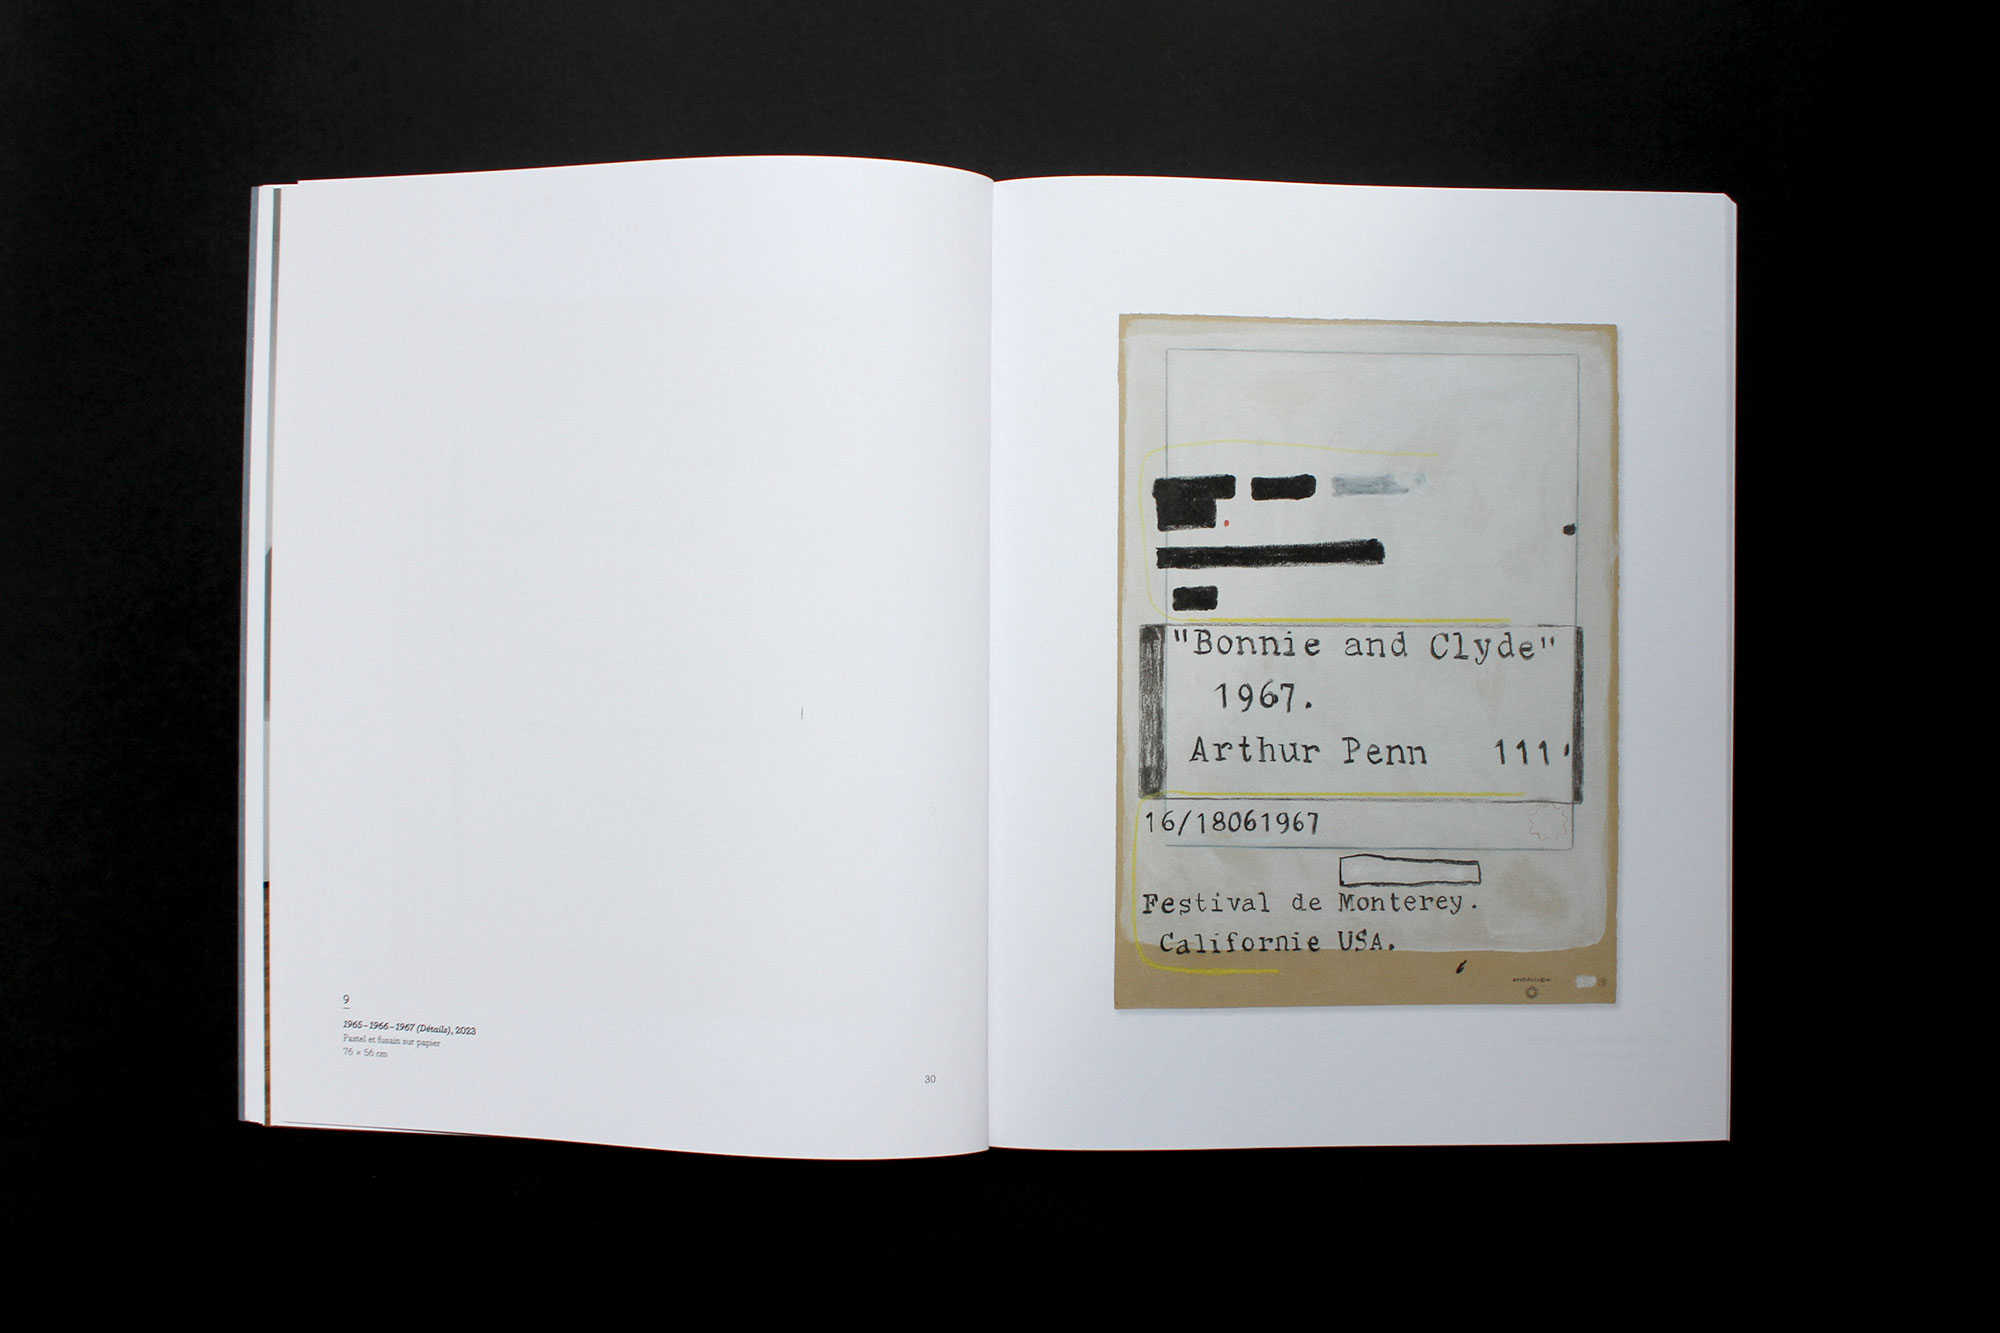 9
1965–1966–1967 (Détails), 2023
Pastel et fusain sur papier
76 × 56 cm
30
"Bonnie and Clyde"
1967.
Arthur Penn 111'
16/18061967
Festival de Monterey.
Californie USA.